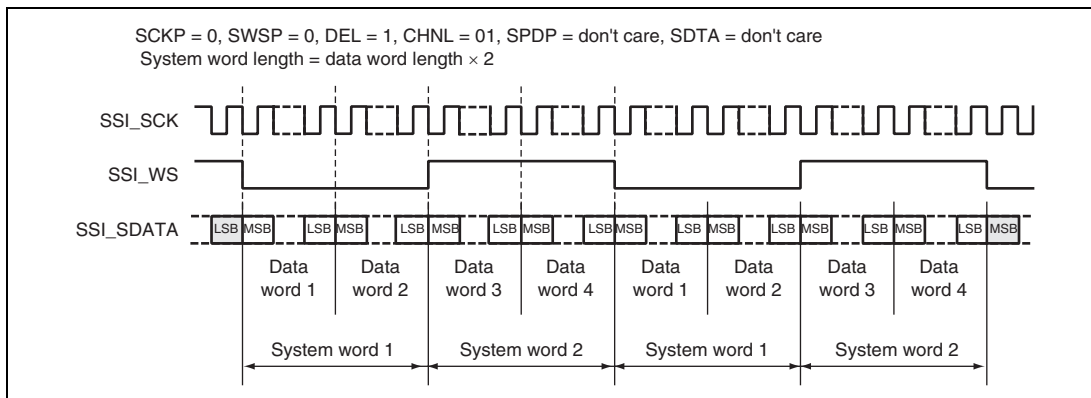 SCKP = 0, SWSP = 0, DEL = 1, CHNL = 01, SPDP = don't care, SDTA = don't care
System word length = data word length × 2
SSI_SCK
SSI_WS
SSI_SDATA
LSB MSB LSB MSB LSB MSB LSB MSB LSB MSB LSB MSB LSB MSB LSB MSB LSB MSB
Data word 1 Data word 2 Data word 3 Data word 4 Data word 1 Data word 2 Data word 3 Data word 4
System word 1 System word 2 System word 1 System word 2